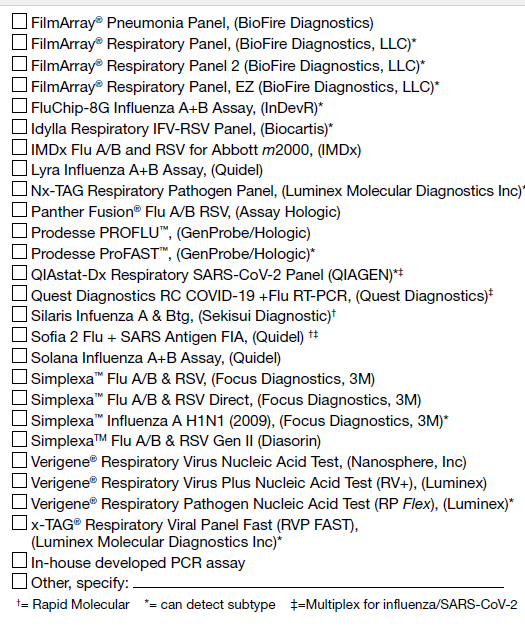 FilmArray® Pneumonia Panel, (BioFire Diagnostics)
FilmArray® Respiratory Panel, (BioFire Diagnostics, LLC)*
FilmArray® Respiratory Panel 2 (BioFire Diagnostics, LLC)*
FilmArray® Respiratory Panel, EZ (BioFire Diagnostics, LLC)*
FluChip-8G Influenza A+B Assay, (InDevR)*
Idylla Respiratory IFV-RSV Panel, (Biocartis)*
IMDx Flu A/B and RSV for Abbott m2000, (IMDx)
Lyra Influenza A+B Assay, (Quidel)
Nx-TAG Respiratory Pathogen Panel, (Luminex Molecular Diagnostics Inc)*
Panther Fusion® Flu A/B RSV, (Assay Hologic)
Prodesse PROFLU™, (GenProbe/Hologic)
Prodesse ProFAST™, (GenProbe/Hologic)*
QIAstat-Dx Respiratory SARS-CoV-2 Panel (QIAGEN)*‡
Quest Diagnostics RC COVID-19 +Flu RT-PCR, (Quest Diagnostics)‡
Silaris Infuenza A & Btg, (Sekisui Diagnostic)†
Sofia 2 Flu + SARS Antigen FIA, (Quidel) †‡
Solana Influenza A+B Assay, (Quidel)
Simplexa™ Flu A/B & RSV, (Focus Diagnostics, 3M)
Simplexa™ Flu A/B & RSV Direct, (Focus Diagnostics, 3M)
Simplexa™ Influenza A H1N1 (2009), (Focus Diagnostics, 3M)*
Simplexa™ Flu A/B & RSV Gen II (Diasorin)
Verigene® Respiratory Virus Nucleic Acid Test, (Nanosphere, Inc)
Verigene® Respiratory Virus Plus Nucleic Acid Test (RV+), (Luminex)
Verigene® Respiratory Pathogen Nucleic Acid Test (RP Flex), (Luminex)*
x-TAG® Respiratory Viral Panel Fast (RVP FAST),
(Luminex Molecular Diagnostics Inc)*
In-house developed PCR assay
Other, specify:
†= Rapid Molecular *= can detect subtype ‡=Multiplex for influenza/SARS-CoV-2